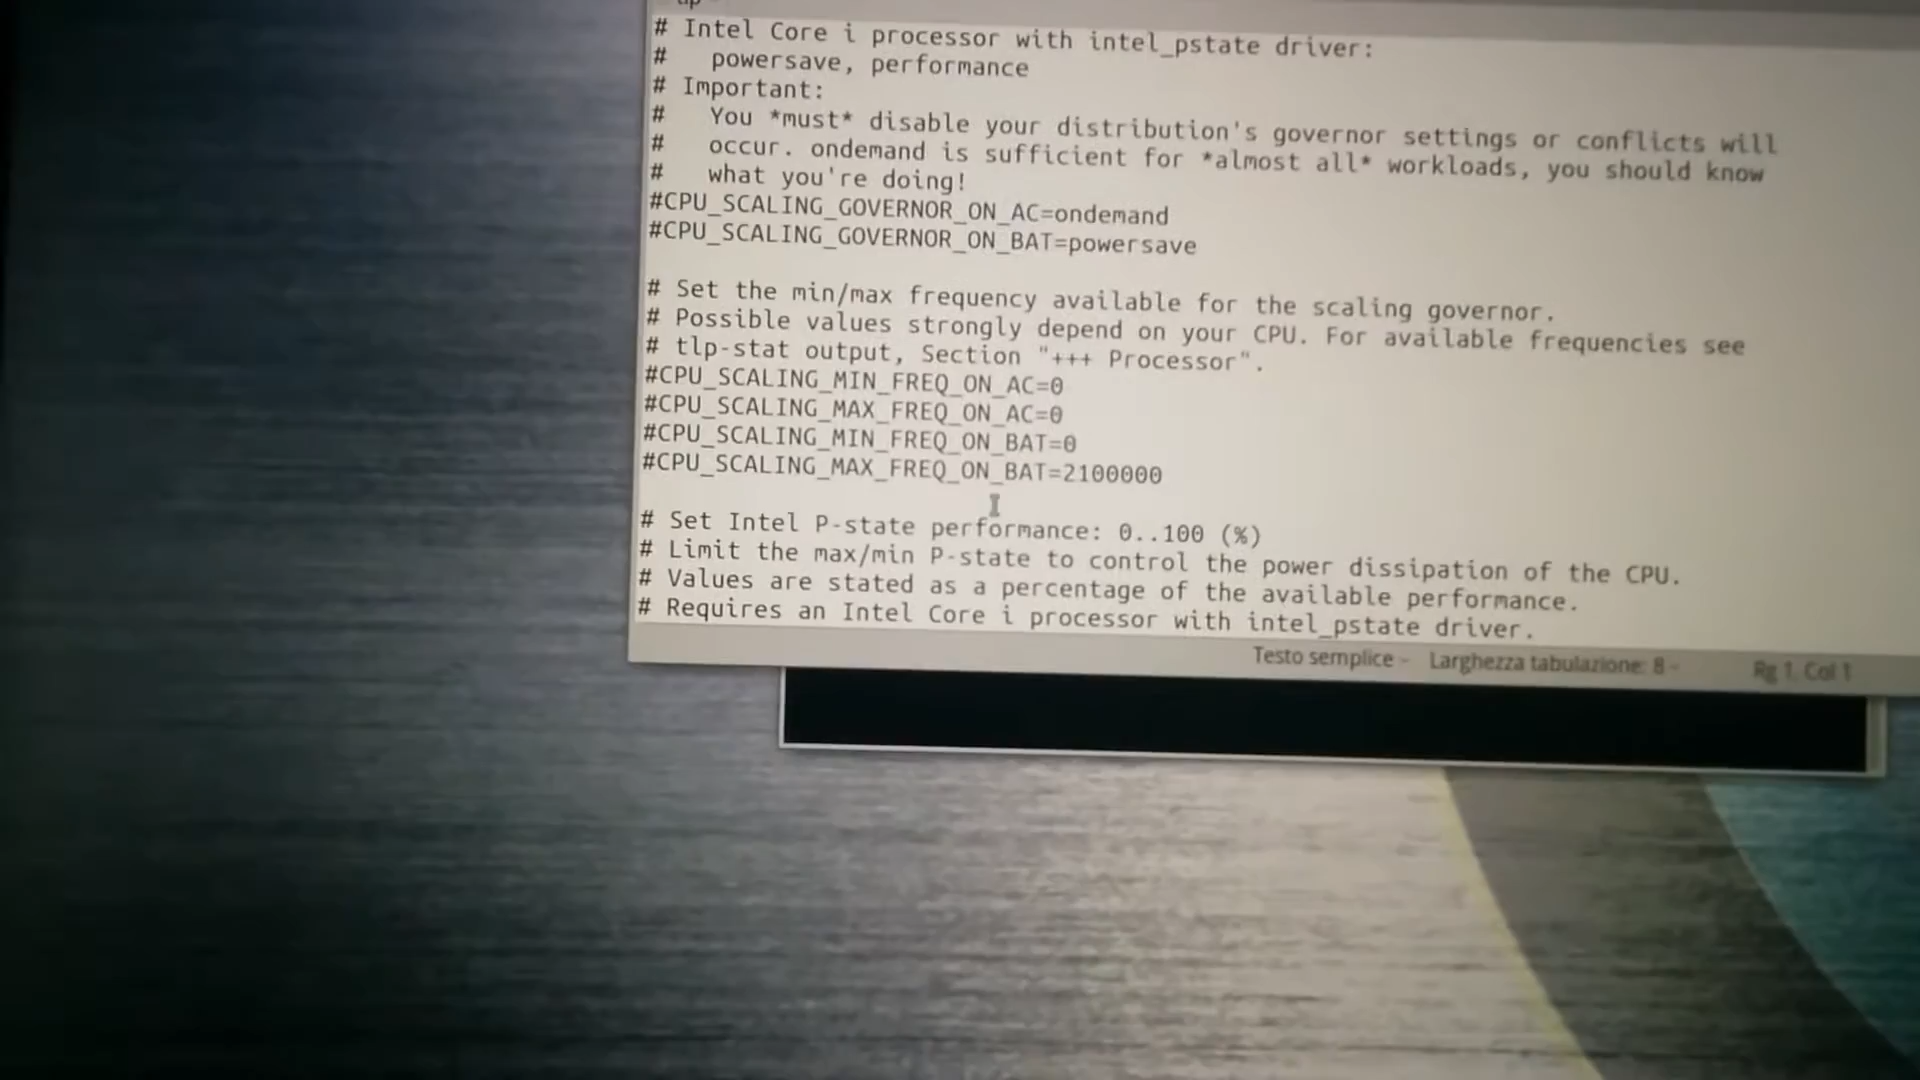 # Intel Core i processor with intel_pstate driver:
#   powersave, performance
# Important:
#   You *must* disable your distribution's governor settings or conflicts will
#   occur. ondemand is sufficient for *almost all* workloads, you should know
#   what you're doing!
#CPU_SCALING_GOVERNOR_ON_AC=ondemand
#CPU_SCALING_GOVERNOR_ON_BAT=powersave
# Set the min/max frequency available for the scaling governor.
# Possible values strongly depend on your CPU. For available frequencies see
# tlp-stat output, Section "+++ Processor".
#CPU_SCALING_MIN_FREQ_ON_AC=0
#CPU_SCALING_MAX_FREQ_ON_AC=0
#CPU_SCALING_MIN_FREQ_ON_BAT=0
#CPU_SCALING_MAX_FREQ_ON_BAT=2100000
# Set Intel P-state performance: 0..100 (%)
# Limit the max/min P-state to control the power dissipation of the CPU.
# Values are stated as a percentage of the available performance.
# Requires an Intel Core i processor with intel_pstate driver.
Testo semplice - Larghezza tabulazione: 8 - Rg 1, Col 1